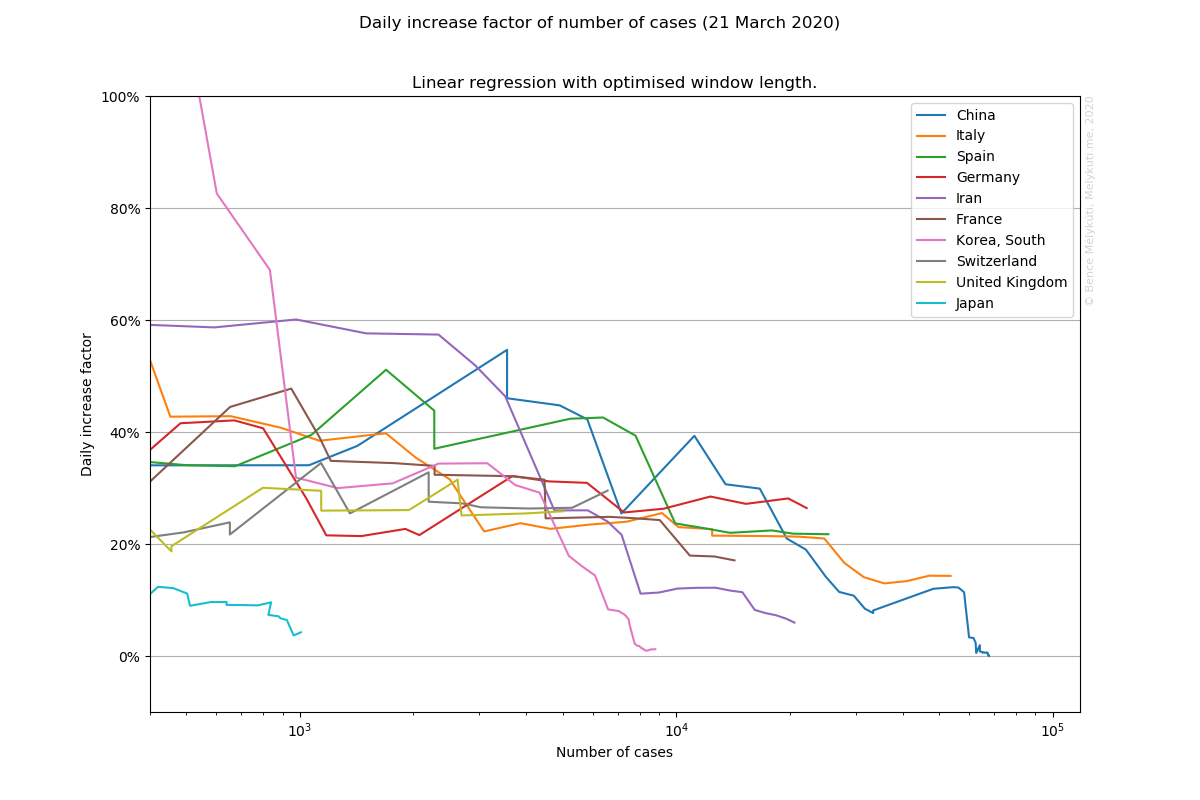 Daily increase factor of number of cases (21 March 2020)
Linear regression with optimised window length.
100%
80%
60%
40%
20%
0%
Daily increase factor
10³
10⁴
10⁵
Number of cases
China
Italy
Spain
Germany
Iran
France
Korea, South
Switzerland
United Kingdom
Japan
© Bence Mélykúti, Melykuti.me, 2020